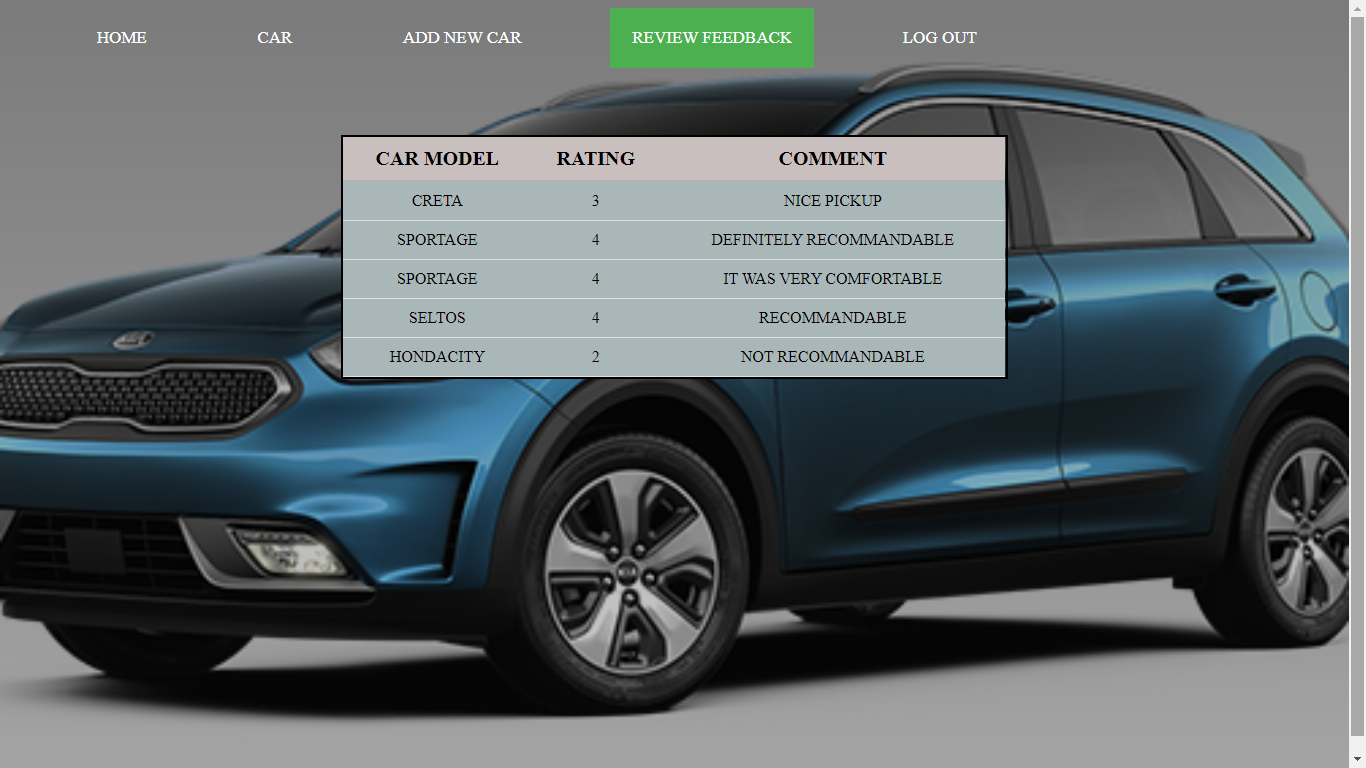 HOME CAR ADD NEW CAR REVIEW FEEDBACK LOG OUT
CAR MODEL RATING COMMENT
CRETA 3 NICE PICKUP
SPORTAGE 4 DEFINITELY RECOMMANDABLE
SPORTAGE 4 IT WAS VERY COMFORTABLE
SELTOS 4 RECOMMANDABLE
HONDACITY 2 NOT RECOMMANDABLE